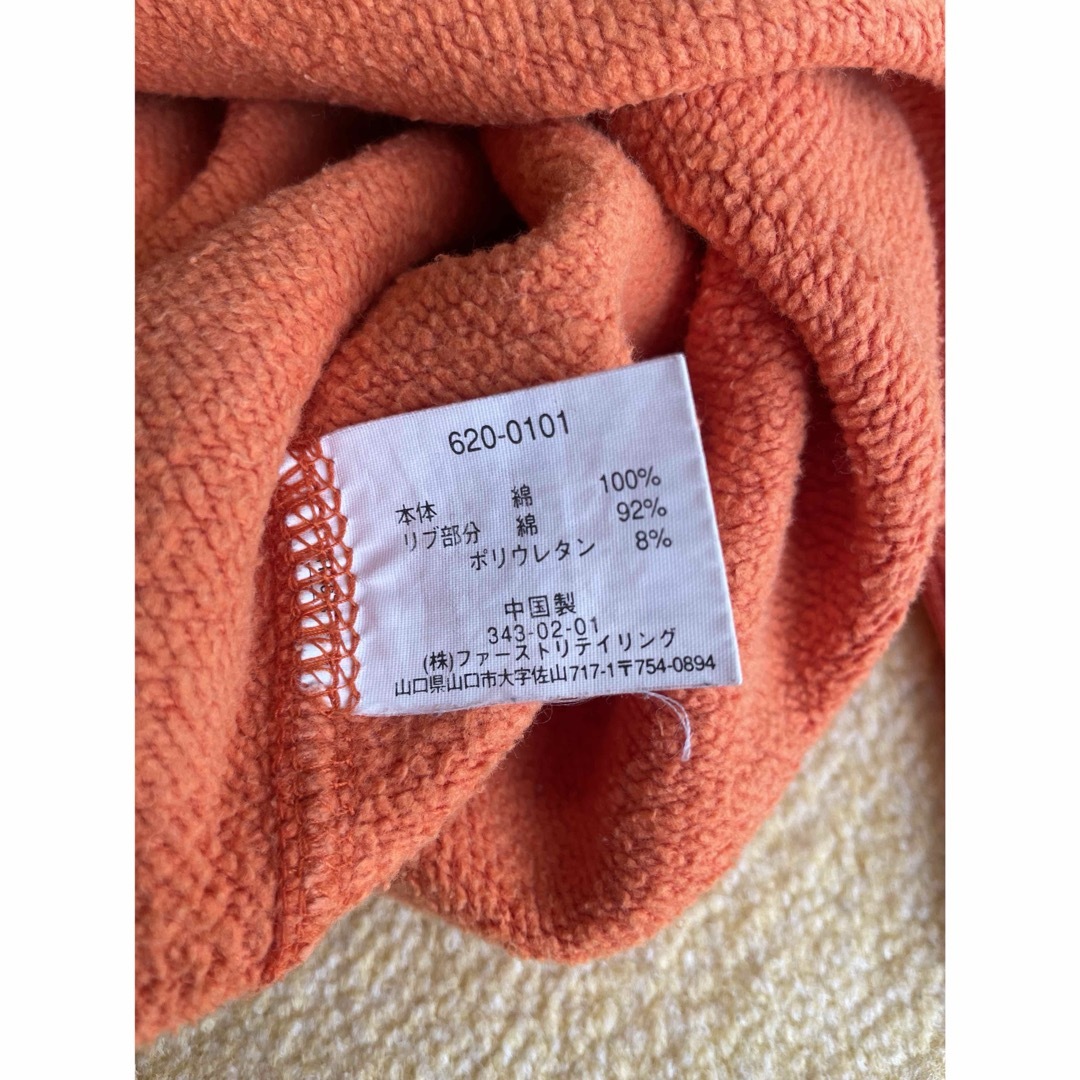 620-0101
本体 綿 100%
リブ部分 綿 92%
ポリウレタン 8%
中国製
343-02-01
(株)ファーストリテイリング
山口県山口市大字佐山717-1〒754-0894